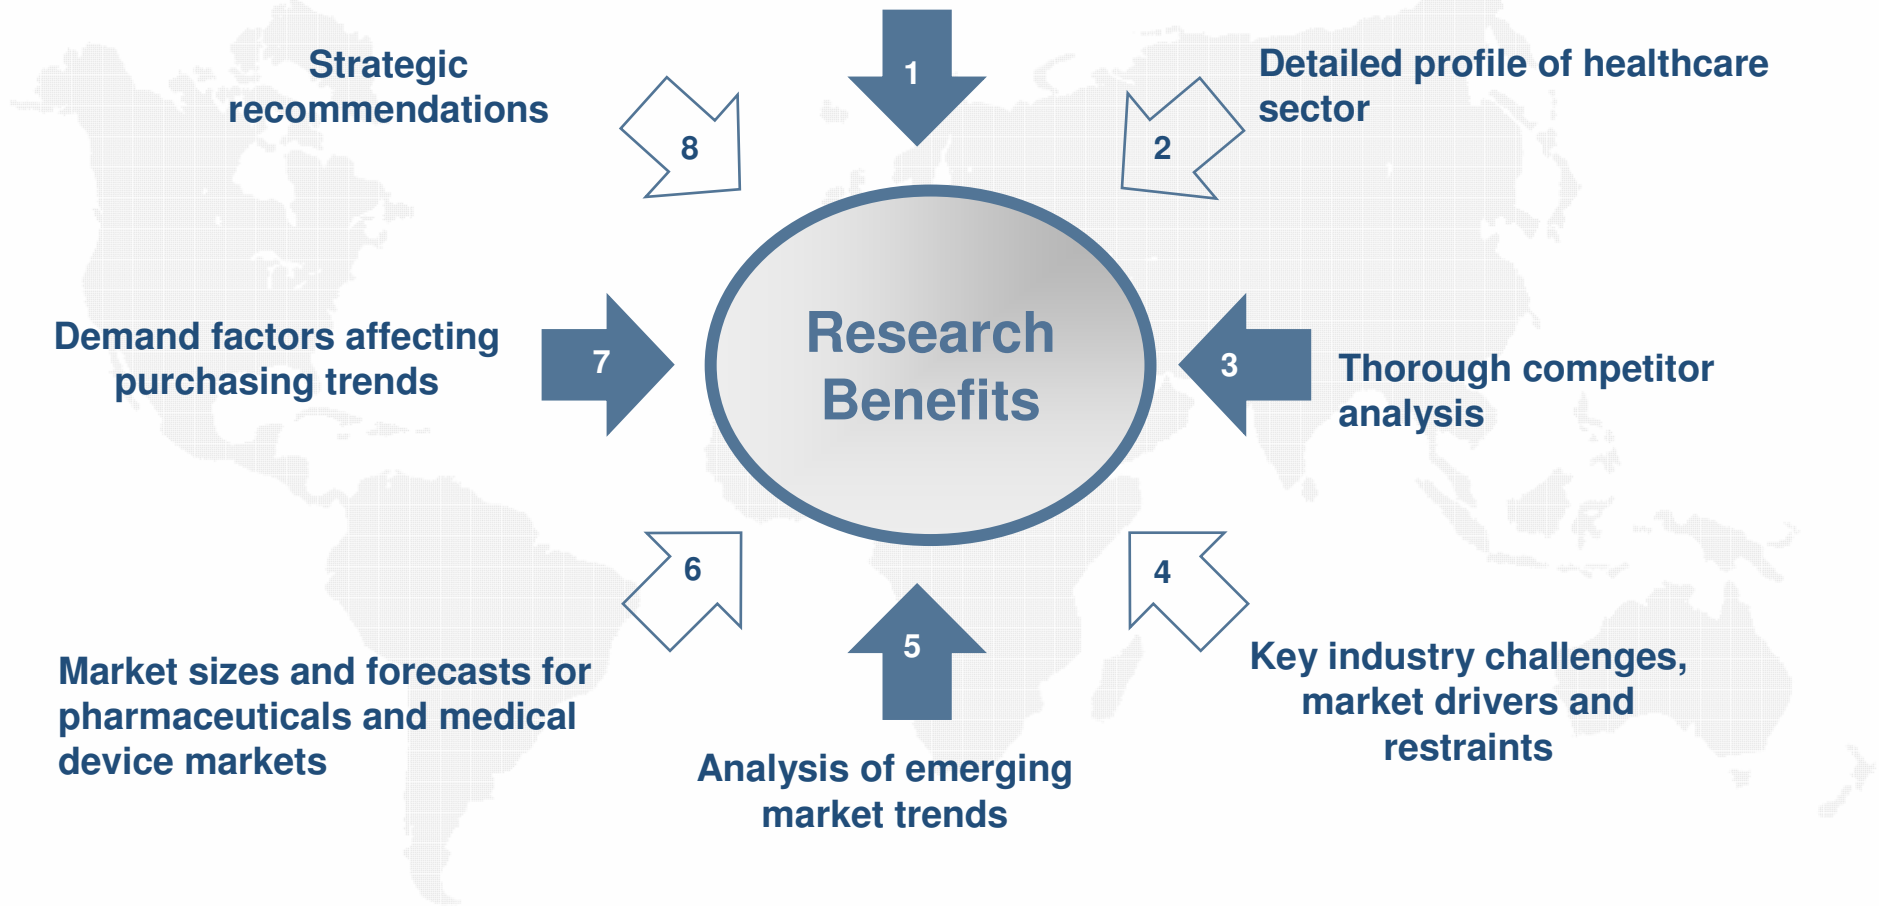 1
Detailed profile of healthcare
sector
2
Thorough competitor
analysis
3
Key industry challenges,
market drivers and
restraints
4
Analysis of emerging
market trends
5
Market sizes and forecasts for
pharmaceuticals and medical
device markets
6
Demand factors affecting
purchasing trends
7
Strategic
recommendations
8
Research
Benefits